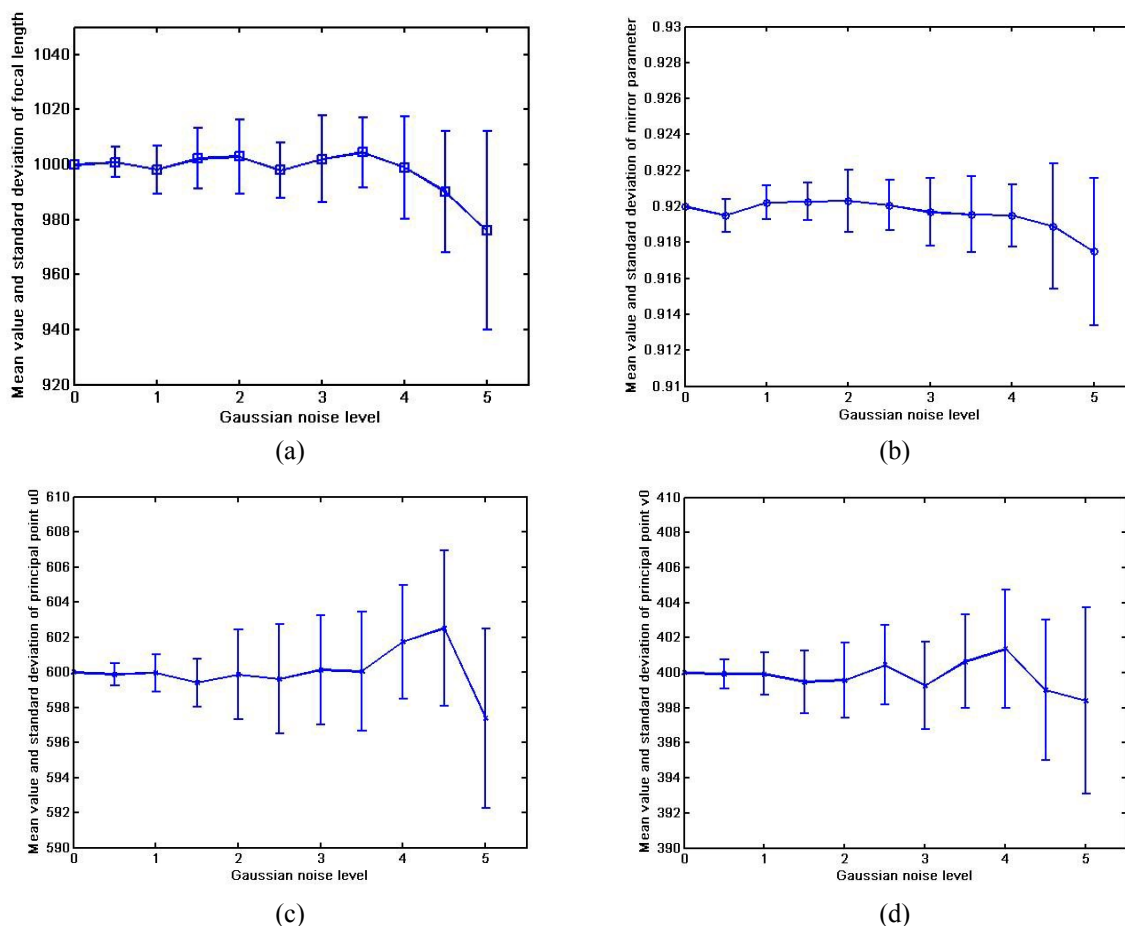 Mean value and standard deviation of focal length
1040
1020
1000
980
960
940
920
0 1 2 3 4 5
Gaussian noise level
(a)
Mean value and standard deviation of mirror parameter
0.93
0.928
0.926
0.924
0.922
0.92
0.918
0.916
0.914
0.912
0.91
0 1 2 3 4 5
Gaussian noise level
(b)
Mean value and standard deviation of principal point u0
610
608
606
604
602
600
598
596
594
592
590
0 1 2 3 4 5
Gaussian noise level
(c)
Mean value and standard deviation of principal point v0
410
408
406
404
402
400
398
396
394
392
390
0 1 2 3 4 5
Gaussian noise level
(d)